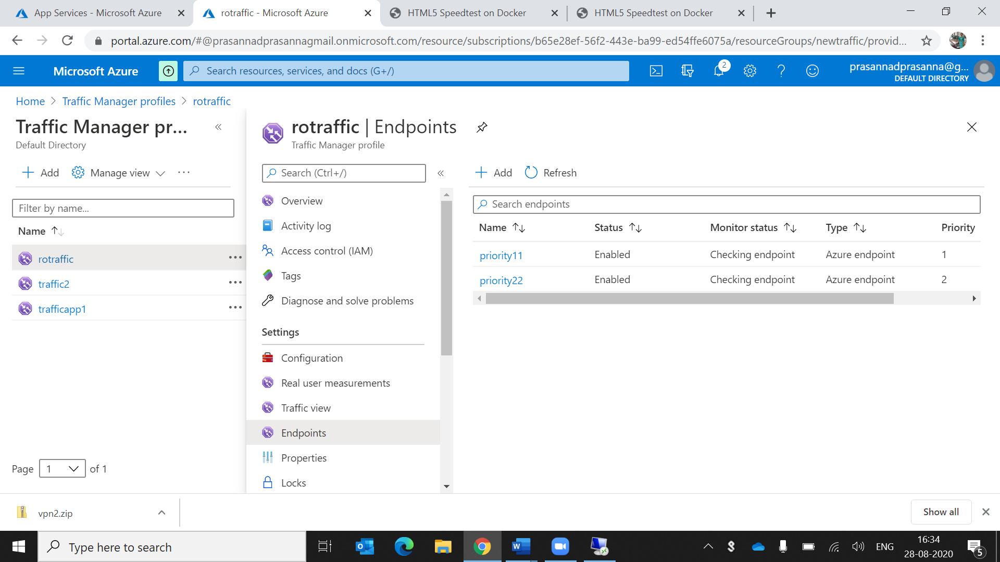 App Services - Microsoft Azure
rotraffic - Microsoft Azure
HTML5 Speedtest on Docker
HTML5 Speedtest on Docker
portal.azure.com/#@prasannadprasannagmail.onmicrosoft.com/resource/subscriptions/b65e28ef-56f2-443e-ba99-ed54ffe6075a/resourceGroups/newtraffic/provid...
Microsoft Azure
Search resources, services, and docs (G+/)
2
prasannadprasanna@g...
DEFAULT DIRECTORY
Home > Traffic Manager profiles > rotraffic
Traffic Manager pr...
Default Directory
Add
Manage view
Filter by name...
Name
rotraffic
traffic2
trafficapp1
Page 1 of 1
rotraffic | Endpoints
Traffic Manager profile
Search (Ctrl+/)
Overview
Activity log
Access control (IAM)
Tags
Diagnose and solve problems
Settings
Configuration
Real user measurements
Traffic view
Endpoints
Properties
Locks
Add
Refresh
Search endpoints
Name Status Monitor status Type Priority
priority11 Enabled Checking endpoint Azure endpoint 1
priority22 Enabled Checking endpoint Azure endpoint 2
vpn2.zip
Show all
Type here to search
ENG
16:34
28-08-2020
5